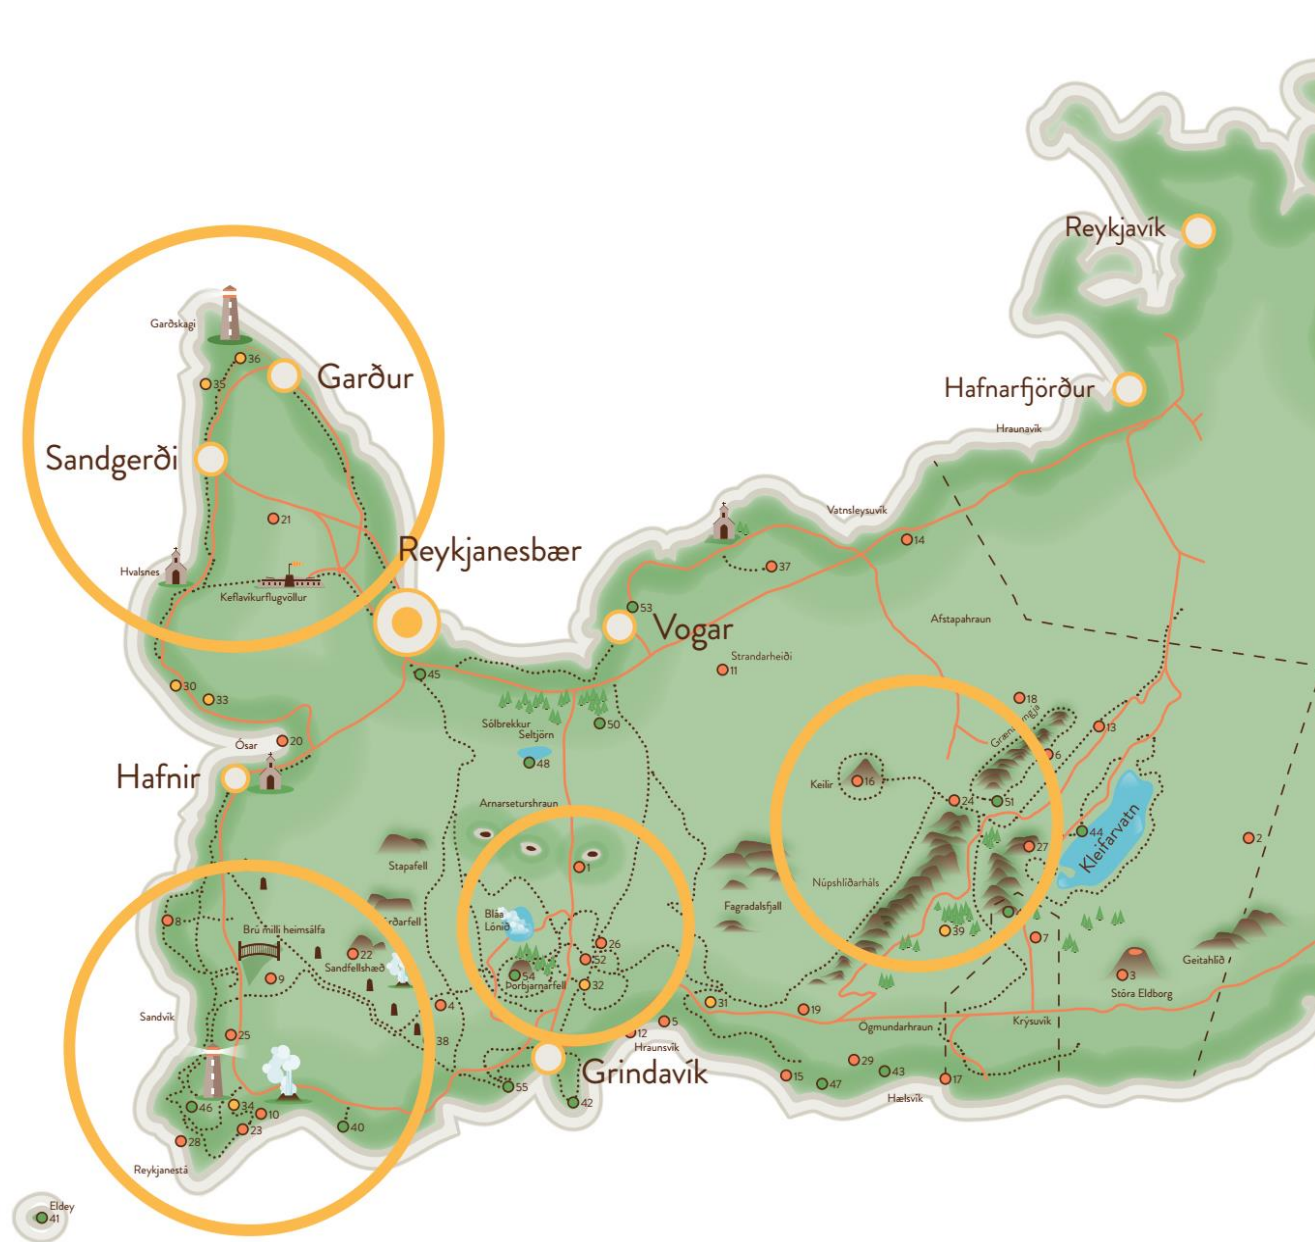 Reykjavík
Garðskagi
36
35
Garður
Hafnarfjörður
Hraunavík
Sandgerði
21
Vatnsleysuvík
14
Reykjanesbær
37
Hvalsnes
Keflavíkurflugvöllur
53
Vogar
Afstapahraun
Strandarheiði
11
45
30
33
18
Sólbrekkur
Seltjörn
50
13
20
Ósar
6
48
Hafnir
Keilir
16
Arnarseturshraun
24
51
44
Kleifarvatn
2
27
Stapafell
1
Núpshlíðarháls
Fagradalsfjall
8
Brú milli heimsálfa
Bláa
Lónið
39
7
26
22
Sandfellshæð
52
Geitahlíð
9
54
Þorbjarnarfell
32
3
Stóra Eldborg
4
31
19
Sandvík
5
Krýsuvík
25
12
Ögmundarhraun
38
Hraunsvík
29
Grindavík
43
15
47
17
55
Hælsvík
42
46
34
10
40
23
28
Reykjanestá
Eldey
41